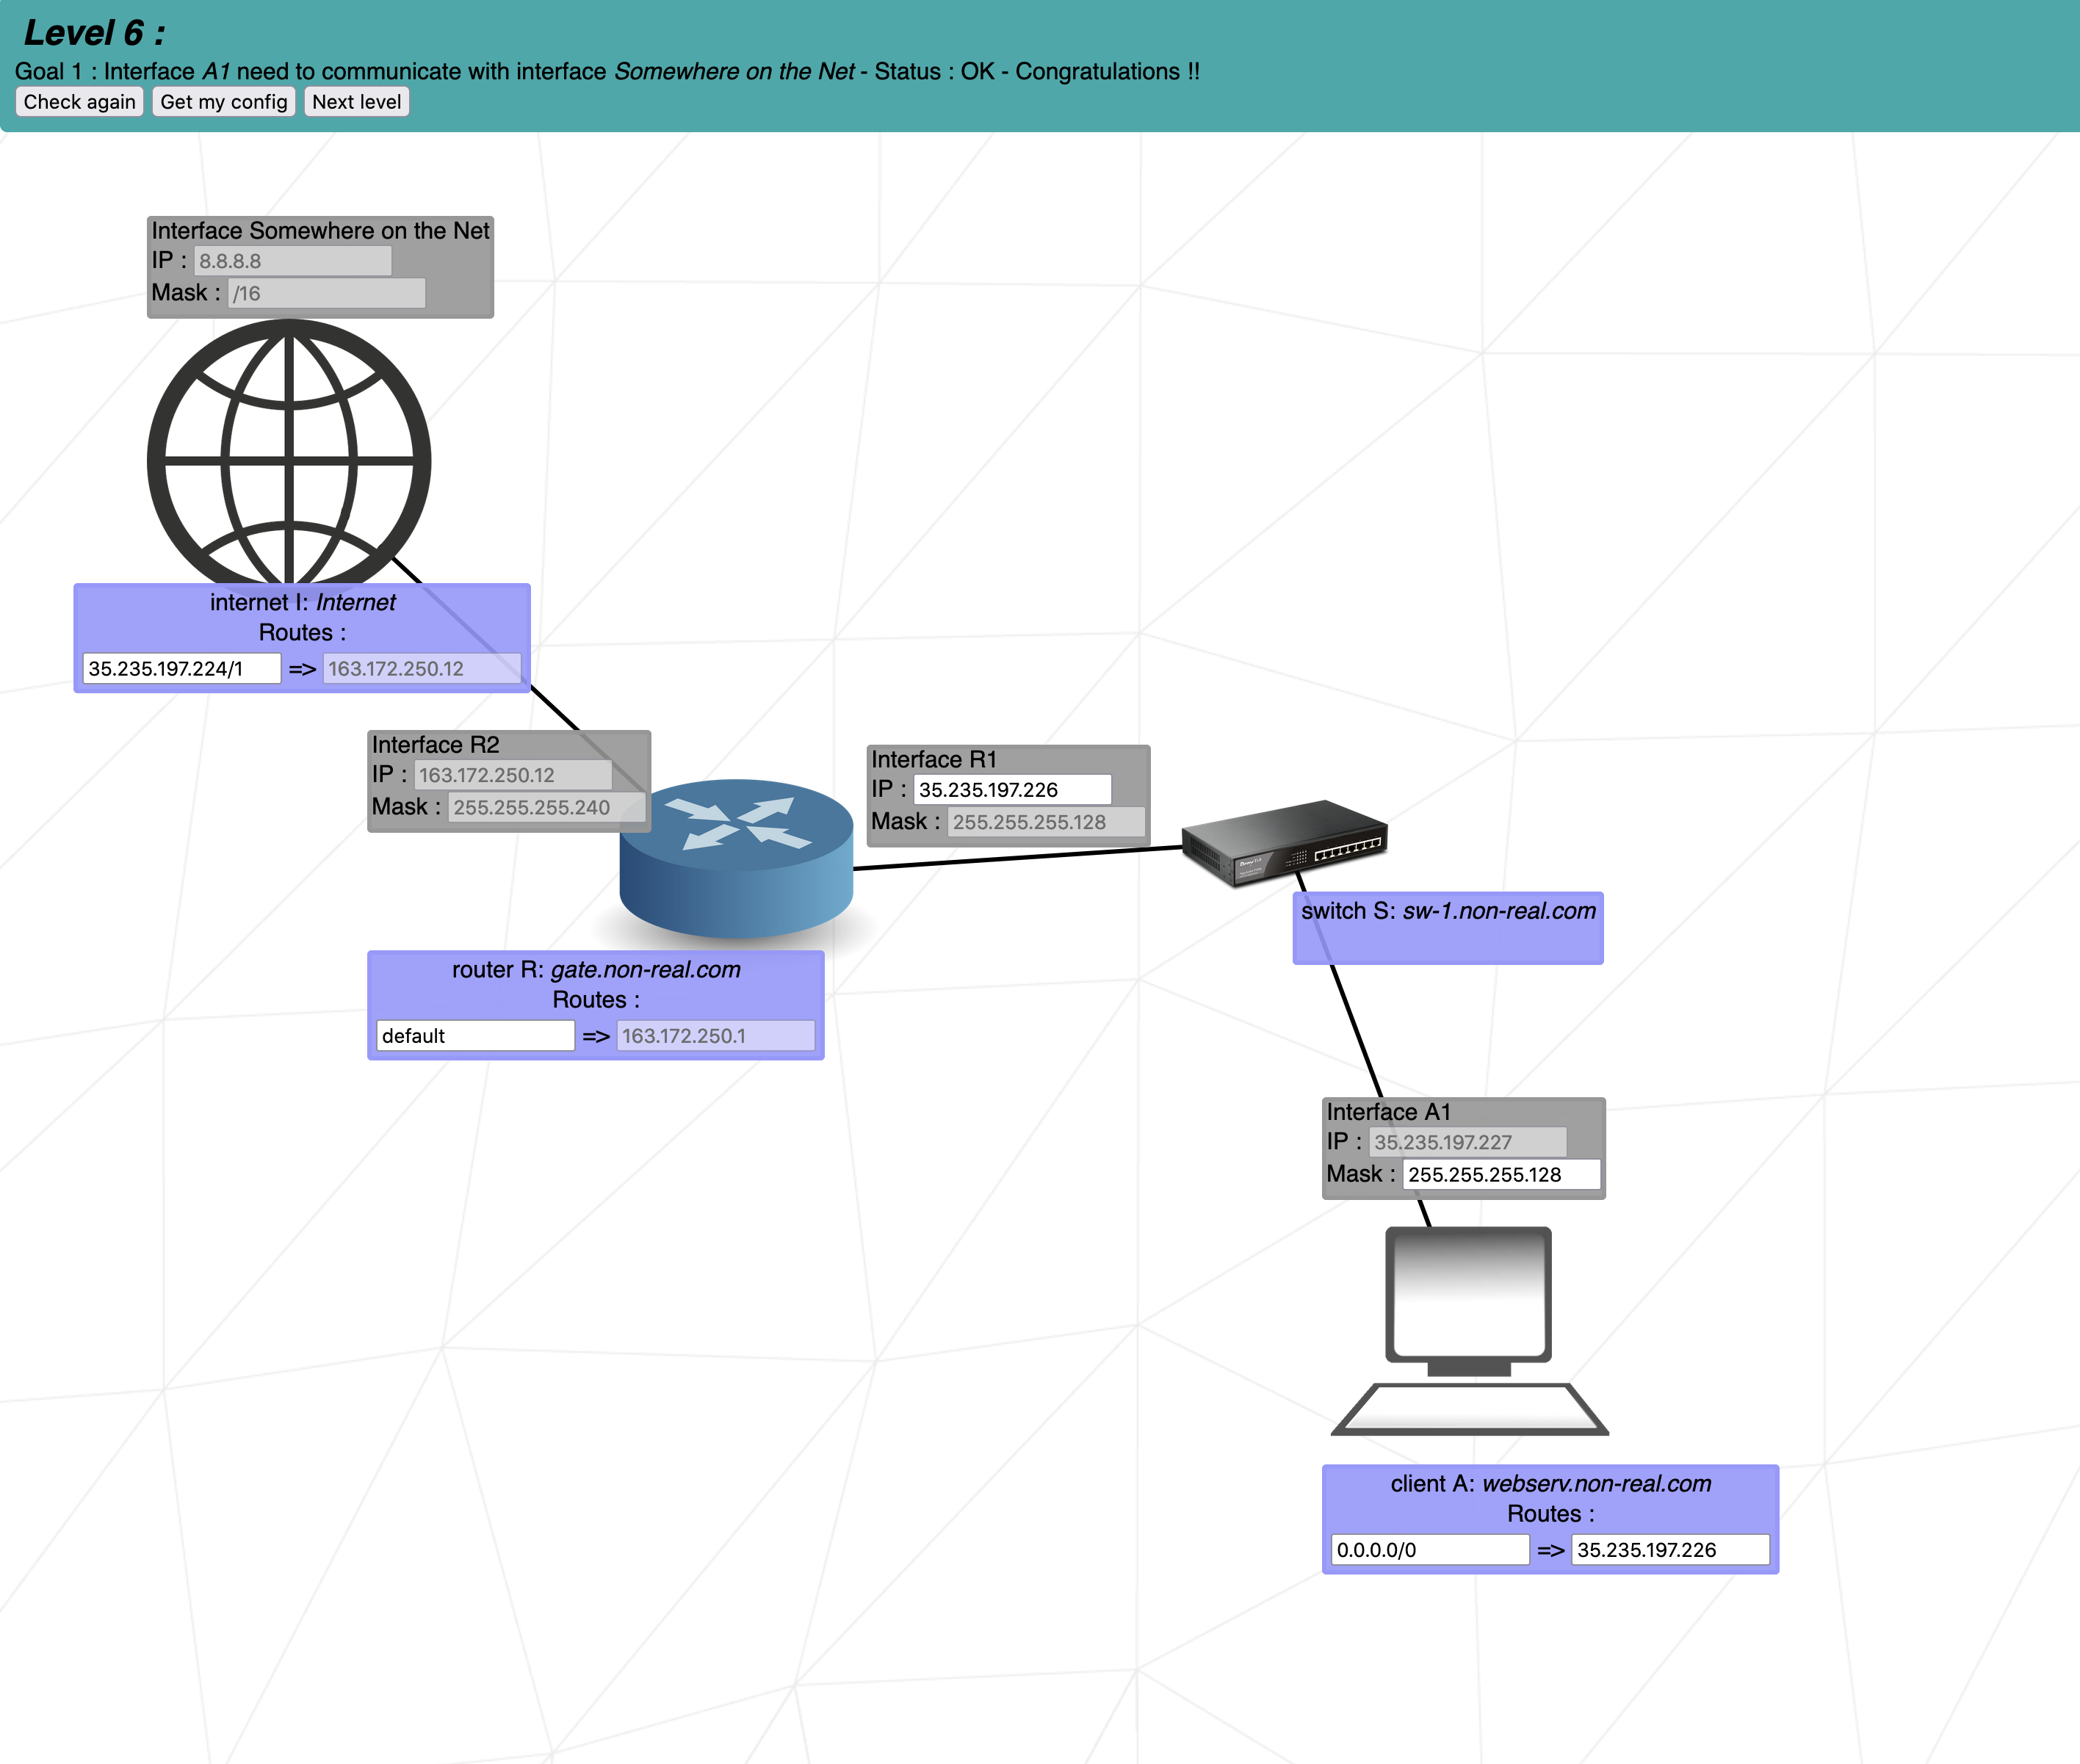 Level 6 :
Goal 1 : Interface A1 need to communicate with interface Somewhere on the Net - Status : OK - Congratulations !!
Check again Get my config Next level
Interface Somewhere on the Net
IP : 8.8.8.8
Mask : /16
internet I: Internet
Routes :
35.235.197.224/1 => 163.172.250.12
Interface R2
IP : 163.172.250.12
Mask : 255.255.255.240
Interface R1
IP : 35.235.197.226
Mask : 255.255.255.128
switch S: sw-1.non-real.com
router R: gate.non-real.com
Routes :
default => 163.172.250.1
Interface A1
IP : 35.235.197.227
Mask : 255.255.255.128
client A: webserv.non-real.com
Routes :
0.0.0.0/0 => 35.235.197.226